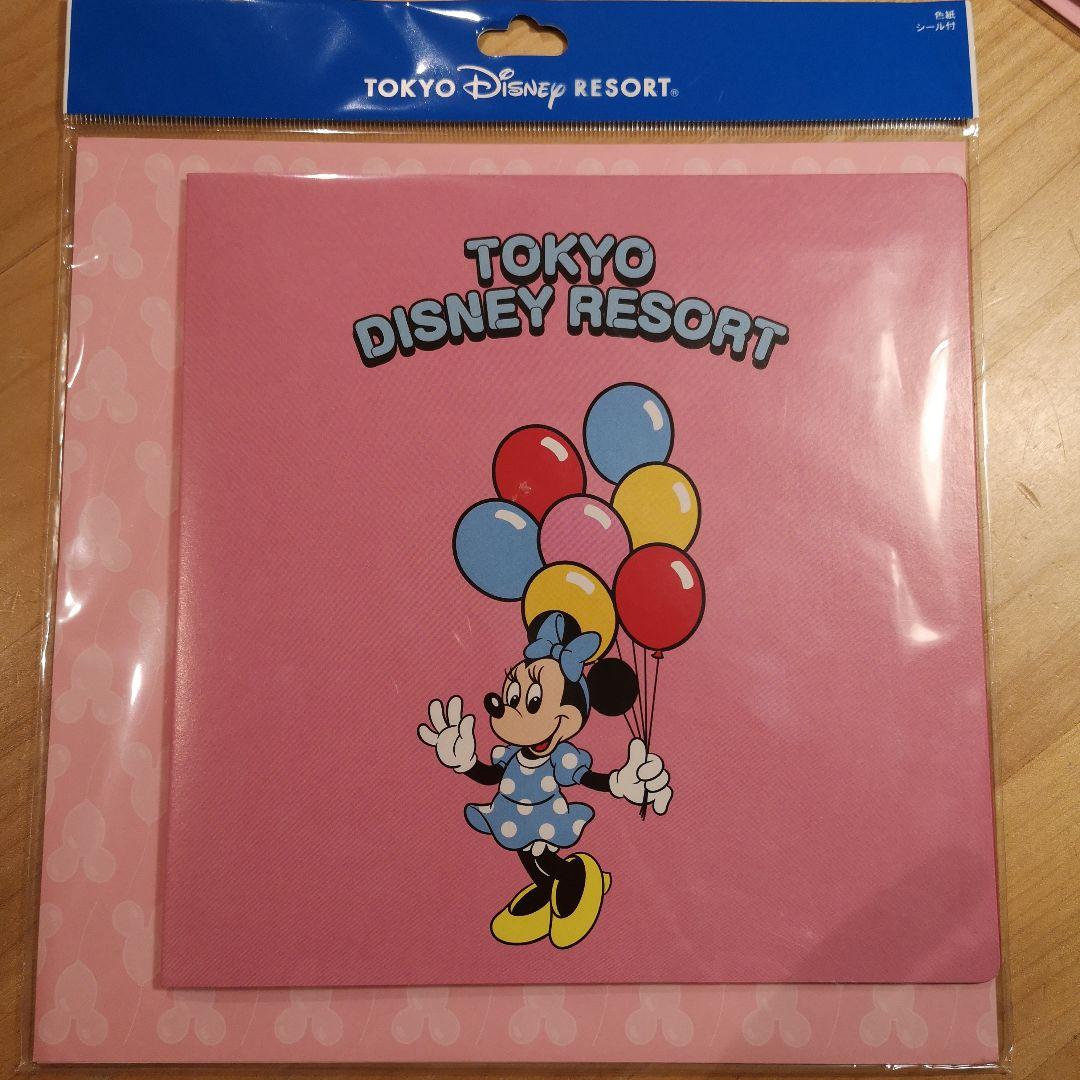 色紙
シール付
TOKYO Disney RESORT®
TOKYO
DISNEY RESORT